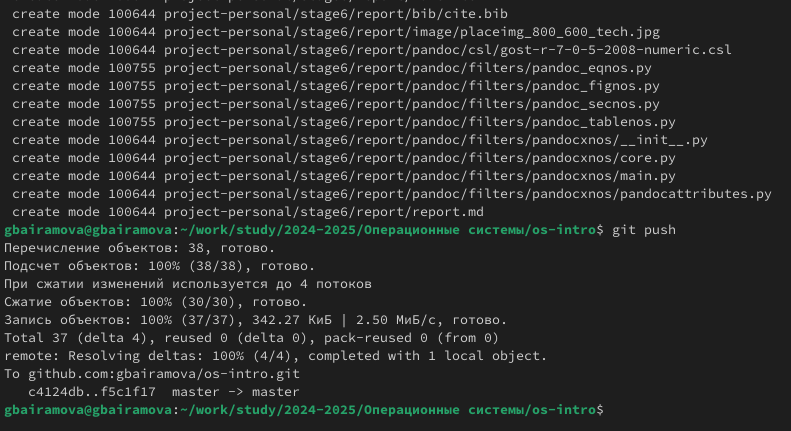 create mode 100644 project-personal/stage6/report/bib/cite.bib
create mode 100644 project-personal/stage6/report/image/placeimg_800_600_tech.jpg
create mode 100644 project-personal/stage6/report/pandoc/csl/gost-r-7-0-5-2008-numeric.csl
create mode 100755 project-personal/stage6/report/pandoc/filters/pandoc_eqnos.py
create mode 100755 project-personal/stage6/report/pandoc/filters/pandoc_fignos.py
create mode 100755 project-personal/stage6/report/pandoc/filters/pandoc_secnos.py
create mode 100755 project-personal/stage6/report/pandoc/filters/pandoc_tablenos.py
create mode 100644 project-personal/stage6/report/pandoc/filters/pandocxnos/__init__.py
create mode 100644 project-personal/stage6/report/pandoc/filters/pandocxnos/core.py
create mode 100644 project-personal/stage6/report/pandoc/filters/pandocxnos/main.py
create mode 100644 project-personal/stage6/report/pandoc/filters/pandocxnos/pandocattributes.py
create mode 100644 project-personal/stage6/report/report.md
gbairamova@gbairamova:~/work/study/2024-2025/Операционные системы/os-intro$ git push
Перечисление объектов: 38, готово.
Подсчет объектов: 100% (38/38), готово.
При сжатии изменений используется до 4 потоков
Сжатие объектов: 100% (30/30), готово.
Запись объектов: 100% (37/37), 342.27 КиБ | 2.50 МиБ/с, готово.
Total 37 (delta 4), reused 0 (delta 0), pack-reused 0 (from 0)
remote: Resolving deltas: 100% (4/4), completed with 1 local object.
To github.com:gbairamova/os-intro.git
c4124db..f5c1f17  master -> master
gbairamova@gbairamova:~/work/study/2024-2025/Операционные системы/os-intro$